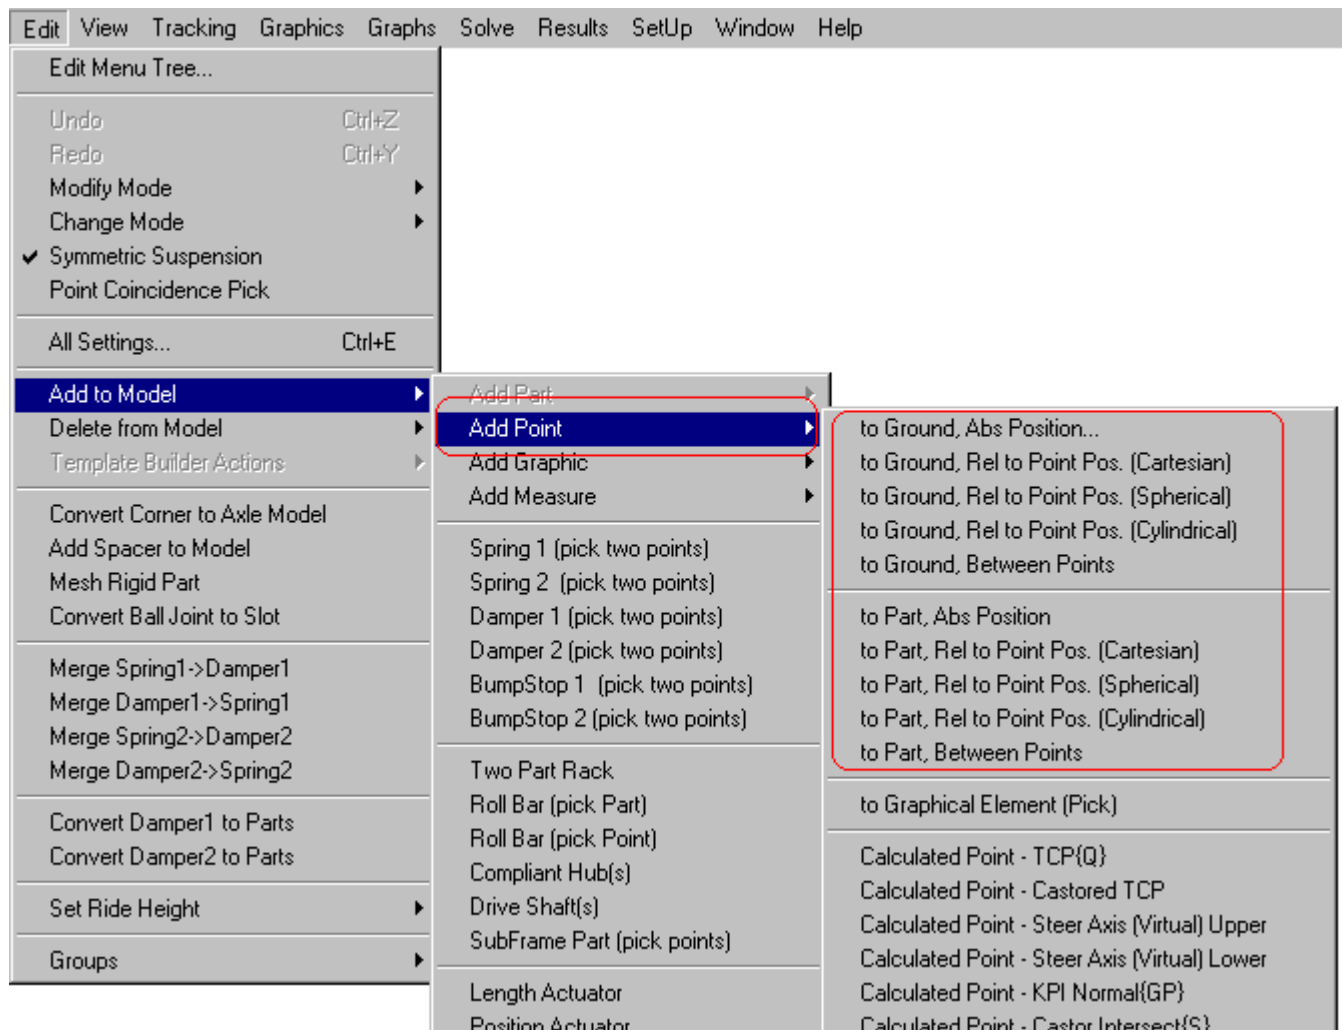 Edit View Tracking Graphics Graphs Solve Results SetUp Window Help
Edit Menu Tree...
Undo Ctrl+Z
Redo Ctrl+Y
Modify Mode
Change Mode
Symmetric Suspension
Point Coincidence Pick
All Settings... Ctrl+E
Add to Model
Delete from Model
Template Builder Actions
Convert Corner to Axle Model
Add Spacer to Model
Mesh Rigid Part
Convert Ball Joint to Slot
Merge Spring1->Damper1
Merge Damper1->Spring1
Merge Spring2->Damper2
Merge Damper2->Spring2
Convert Damper1 to Parts
Convert Damper2 to Parts
Set Ride Height
Groups
Add Part
Add Point
Add Graphic
Add Measure
Spring 1 (pick two points)
Spring 2 (pick two points)
Damper 1 (pick two points)
Damper 2 (pick two points)
BumpStop 1 (pick two points)
BumpStop 2 (pick two points)
Two Part Rack
Roll Bar (pick Part)
Roll Bar (pick Point)
Compliant Hub(s)
Drive Shaft(s)
SubFrame Part (pick points)
Length Actuator
Position Actuator
to Ground, Abs Position...
to Ground, Rel to Point Pos. (Cartesian)
to Ground, Rel to Point Pos. (Spherical)
to Ground, Rel to Point Pos. (Cylindrical)
to Ground, Between Points
to Part, Abs Position
to Part, Rel to Point Pos. (Cartesian)
to Part, Rel to Point Pos. (Spherical)
to Part, Rel to Point Pos. (Cylindrical)
to Part, Between Points
to Graphical Element (Pick)
Calculated Point - TCP{Q}
Calculated Point - Castored TCP
Calculated Point - Steer Axis (Virtual) Upper
Calculated Point - Steer Axis (Virtual) Lower
Calculated Point - KPI Normal{GP}
Calculated Point - Castor Intersect{S}